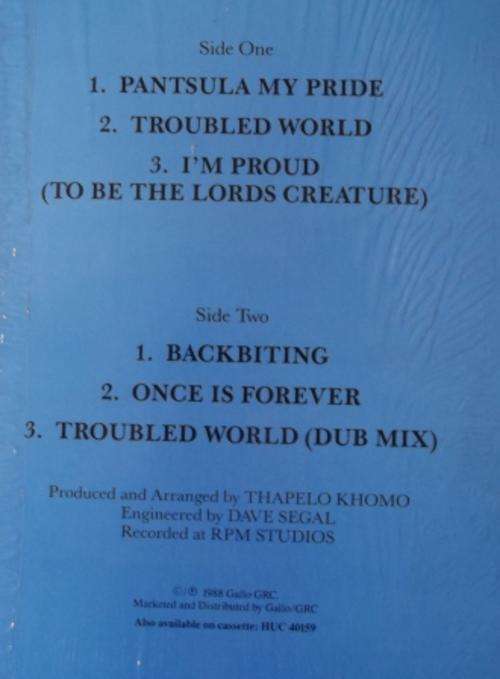 Side One
1. PANTSULA MY PRIDE
2. TROUBLED WORLD
3. I'M PROUD
(TO BE THE LORDS CREATURE)
Side Two
1. BACKBITING
2. ONCE IS FOREVER
3. TROUBLED WORLD (DUB MIX)
Produced and Arranged by THAPELO KHOMO
Engineered by DAVE SEGAL
Recorded at RPM STUDIOS
©/℗ 1988 Gallo GRC
Marketed and Distributed by Gallo/GRC
Also available on cassette: HUC 40159